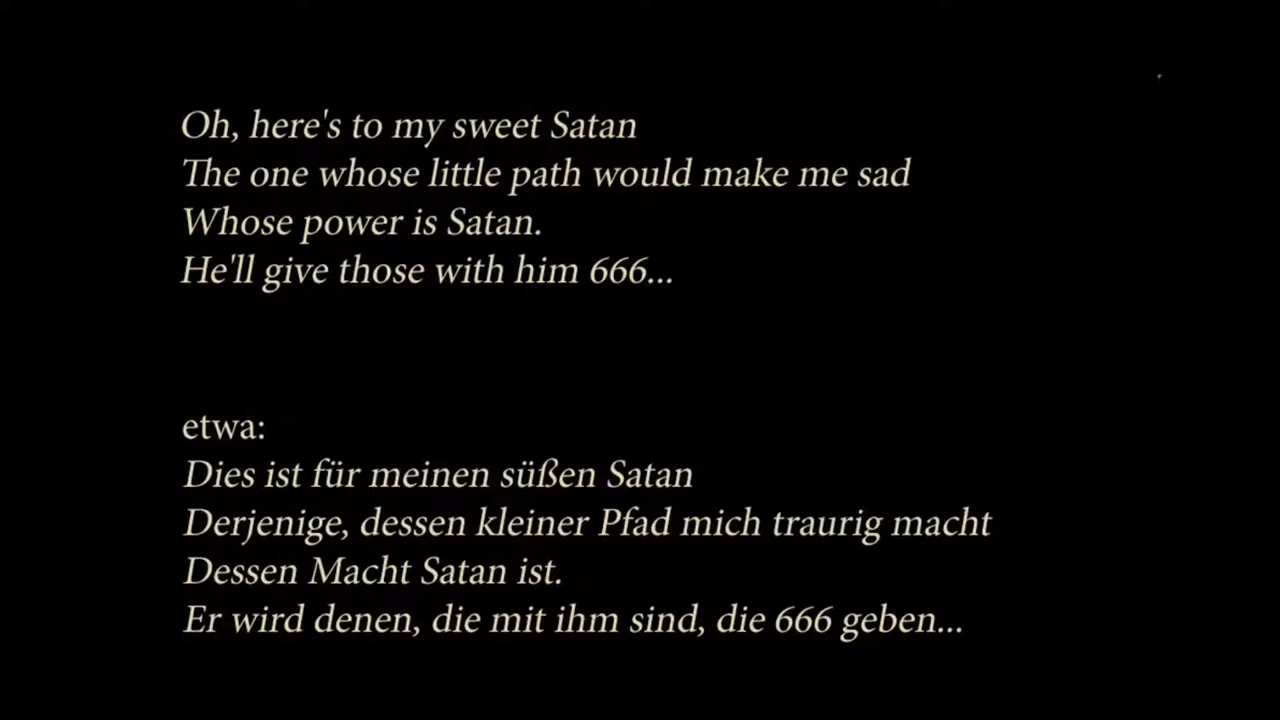 Oh, here's to my sweet Satan
The one whose little path would make me sad
Whose power is Satan.
He'll give those with him 666...
etwa:
Dies ist für meinen süßen Satan
Derjenige, dessen kleiner Pfad mich traurig macht
Dessen Macht Satan ist.
Er wird denen, die mit ihm sind, die 666 geben...